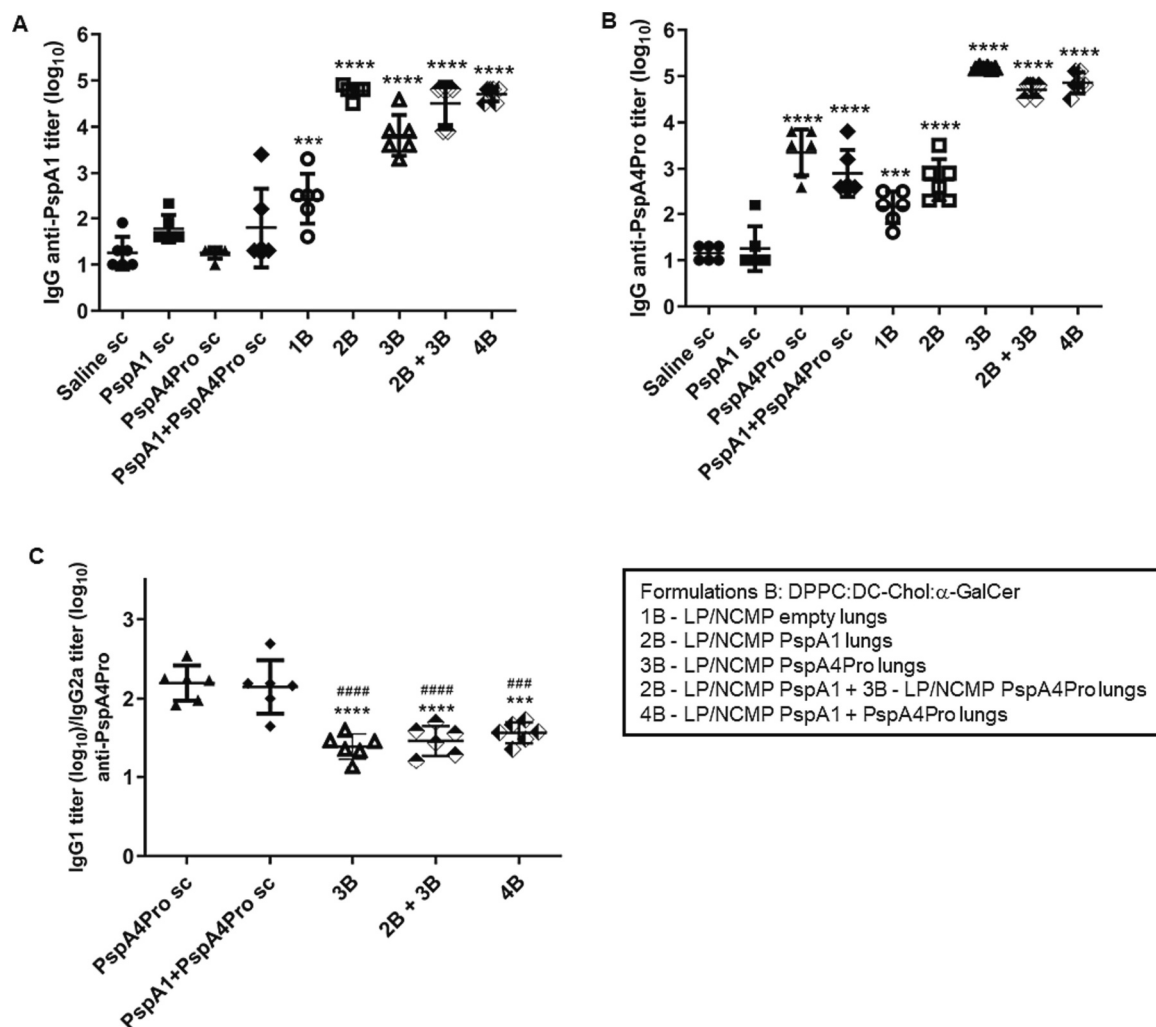 A
IgG anti-PspA1 titer (log10)
6
5
4
3
2
1
***
****
****
****
****
Saline sc
PspA1 sc
PspA4Pro sc
PspA1+PspA4Pro sc
1B
2B
3B
2B + 3B
4B
B
IgG anti-PspA4Pro titer (log10)
6
5
4
3
2
1
0
****
****
***
****
****
****
****
Saline sc
PspA1 sc
PspA4Pro sc
PspA1+PspA4Pro sc
1B
2B
3B
2B + 3B
4B
C
IgG1 titer (log10)/IgG2a titer (log10)
anti-PspA4Pro
3
2
1
0
####
****
####
****
###
***
PspA4Pro sc
PspA1+PspA4Pro sc
3B
2B + 3B
4B
Formulations B: DPPC:DC-Chol:α-GalCer
1B - LP/NCMP empty lungs
2B - LP/NCMP PspA1 lungs
3B - LP/NCMP PspA4Pro lungs
2B - LP/NCMP PspA1 + 3B - LP/NCMP PspA4Pro lungs
4B - LP/NCMP PspA1 + PspA4Pro lungs